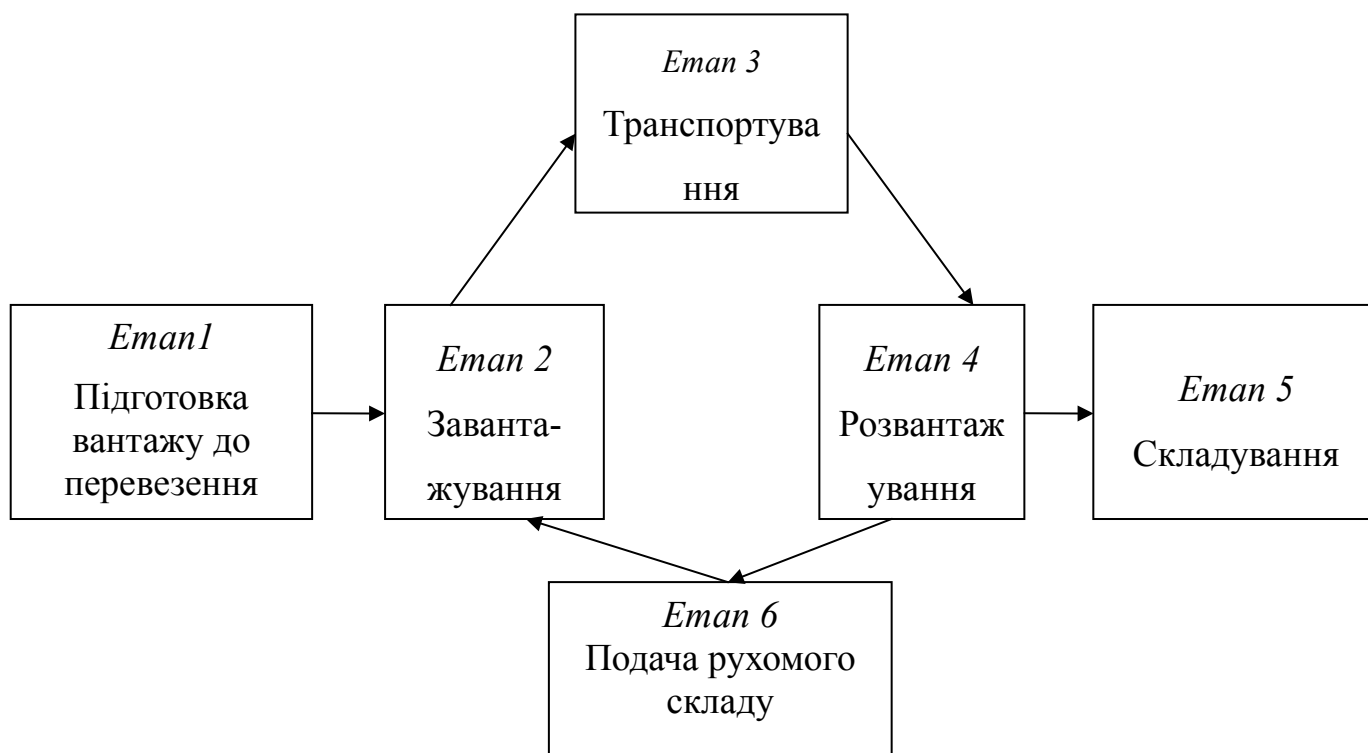 Етап 3
Транспортува
ння
Етап1
Підготовка
вантажу до
перевезення
Етап 2
Заванта-
жування
Етап 4
Розвантаж
ування
Етап 5
Складування
Етап 6
Подача рухомого
складу